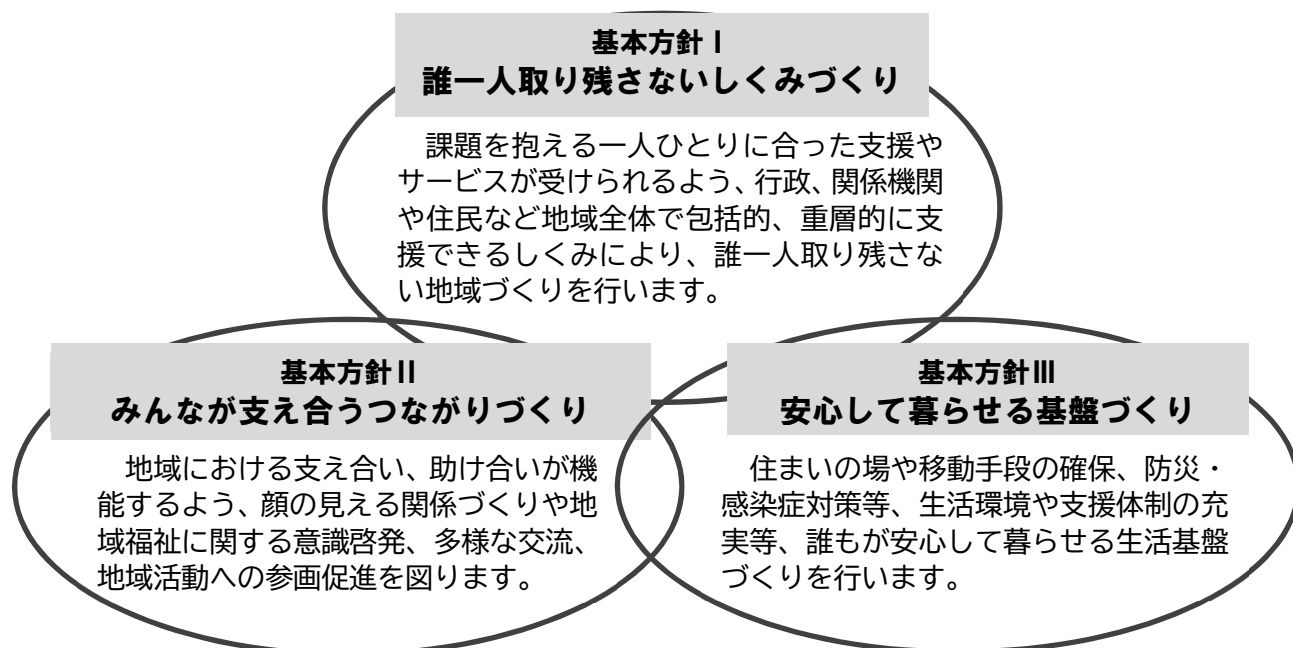 基本方針Ⅰ
誰一人取り残さないしくみづくり
　課題を抱える一人ひとりに合った支援や
サービスが受けられるよう、行政、関係機関
や住民など地域全体で包括的、重層的に支
援できるしくみにより、誰一人取り残さな
い地域づくりを行います。
基本方針Ⅱ
みんなが支え合うつながりづくり
　地域における支え合い、助け合いが機
能するよう、顔の見える関係づくりや地
域福祉に関する意識啓発、多様な交流、
地域活動への参画促進を図ります。
基本方針Ⅲ
安心して暮らせる基盤づくり
　住まいの場や移動手段の確保、防災・
感染症対策等、生活環境や支援体制の充
実等、誰もが安心して暮らせる生活基盤
づくりを行います。